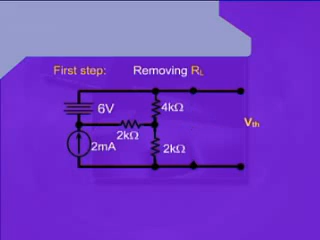 First step: Removing RL
6V
4kΩ
2kΩ
Vth
2mA
2kΩ